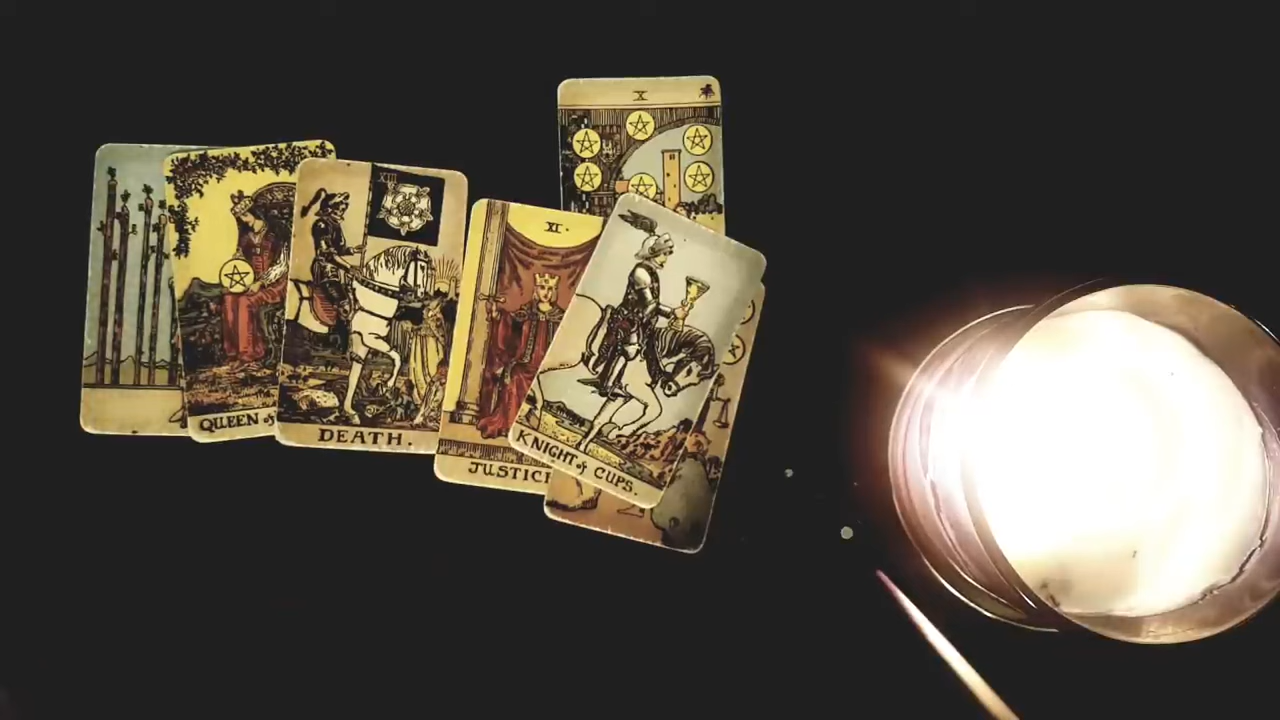 X
XIII
XI.
QUEEN of
DEATH.
JUSTICE
KNIGHT of CUPS.